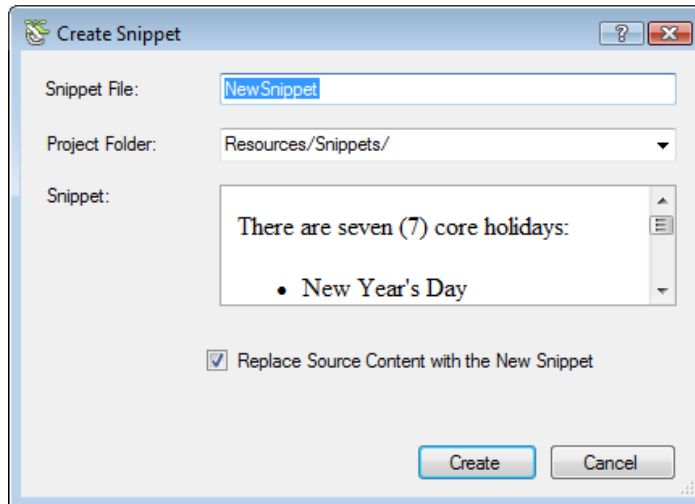 Create Snippet
Snippet File: NewSnippet
Project Folder: Resources/Snippets/
Snippet:
There are seven (7) core holidays:
• New Year's Day
Replace Source Content with the New Snippet
Create Cancel